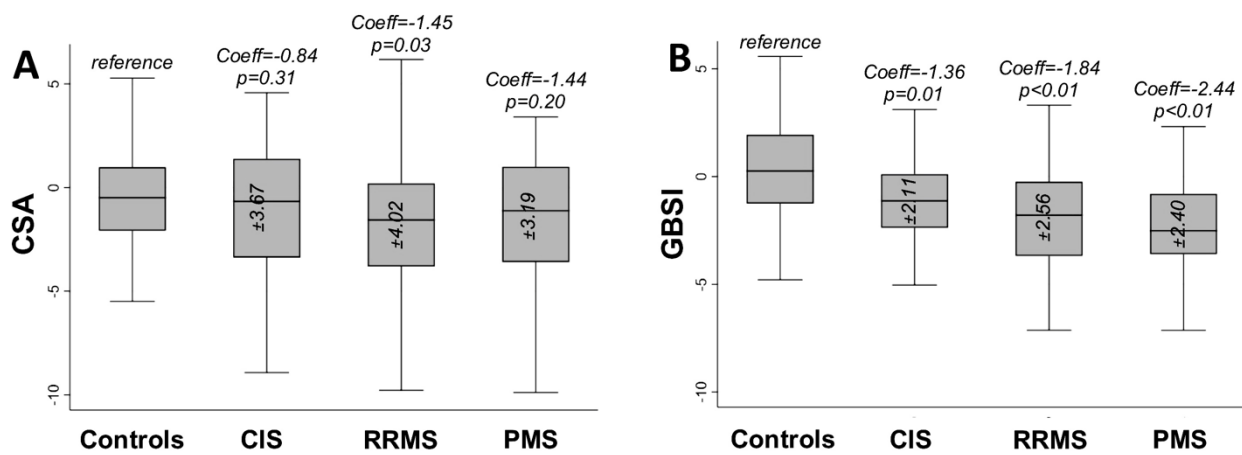 A
reference
Coeff=-0.84
p=0.31
Coeff=-1.45
p=0.03
Coeff=-1.44
p=0.20
CSA
5
0
-5
-10
±3.67
±4.02
±3.19
Controls CIS RRMS PMS
B
reference
Coeff=-1.36
p=0.01
Coeff=-1.84
p<0.01
Coeff=-2.44
p<0.01
GBSI
5
0
-5
-10
±2.11
±2.56
±2.40
Controls CIS RRMS PMS